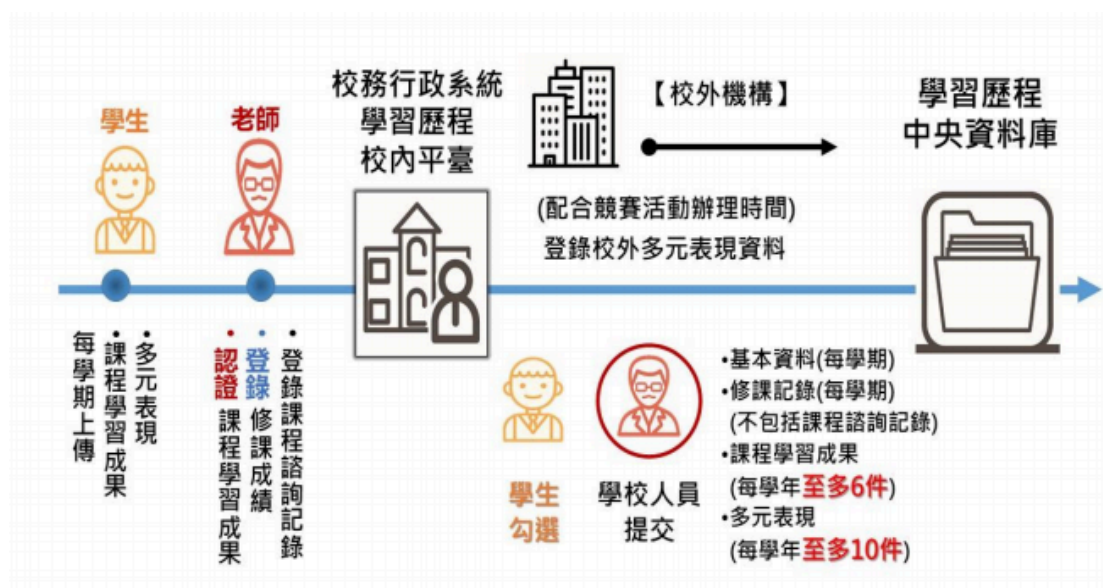 學生
老師
校務行政系統
學習歷程
校內平臺
【校外機構】
學習歷程
中央資料庫
(配合競賽活動辦理時間)
登錄校外多元表現資料
•多元表現
•課程學習成果
每學期上傳
•登錄課程諮詢記錄
•登錄 修課成績
•認證 課程學習成果
學生
勾選
學校人員
提交
•基本資料(每學期)
•修課記錄(每學期)
(不包括課程諮詢記錄)
•課程學習成果
(每學年至多6件)
•多元表現
(每學年至多10件)